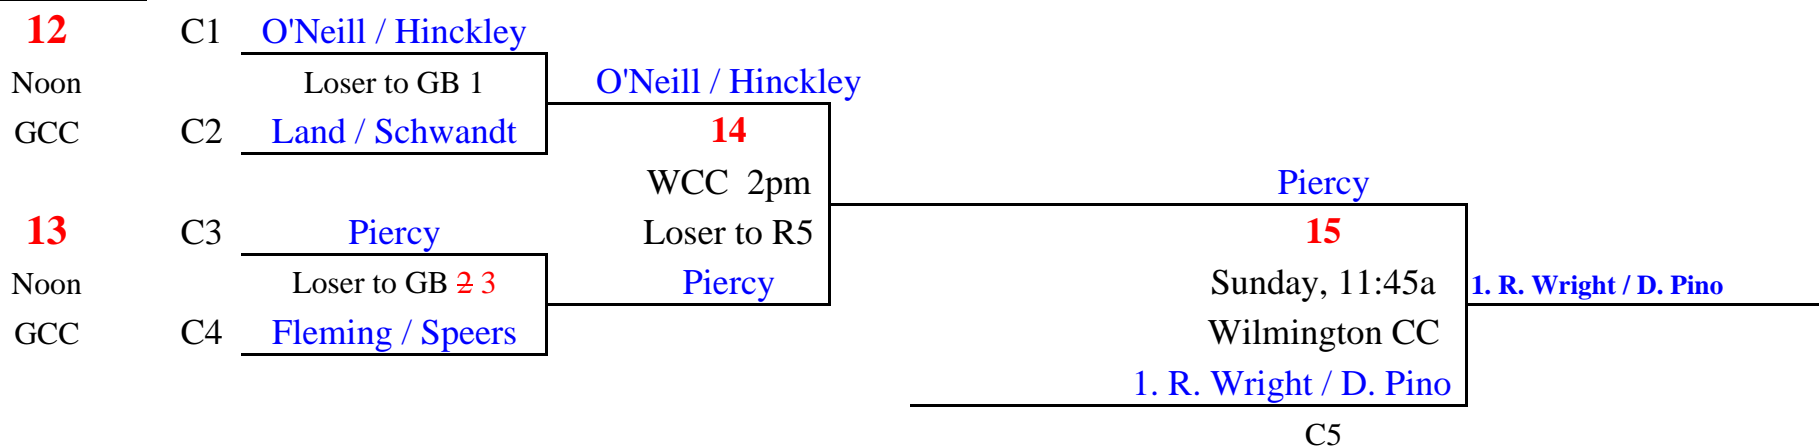 12 C1 O'Neill / Hinckley
Noon Loser to GB 1 O'Neill / Hinckley
GCC C2 Land / Schwandt 14
WCC 2pm Piercy
13 C3 Piercy Loser to R5 15
Noon Loser to GB 2 3 Piercy Sunday, 11:45a 1. R. Wright / D. Pino
GCC C4 Fleming / Speers Wilmington CC
1. R. Wright / D. Pino
C5